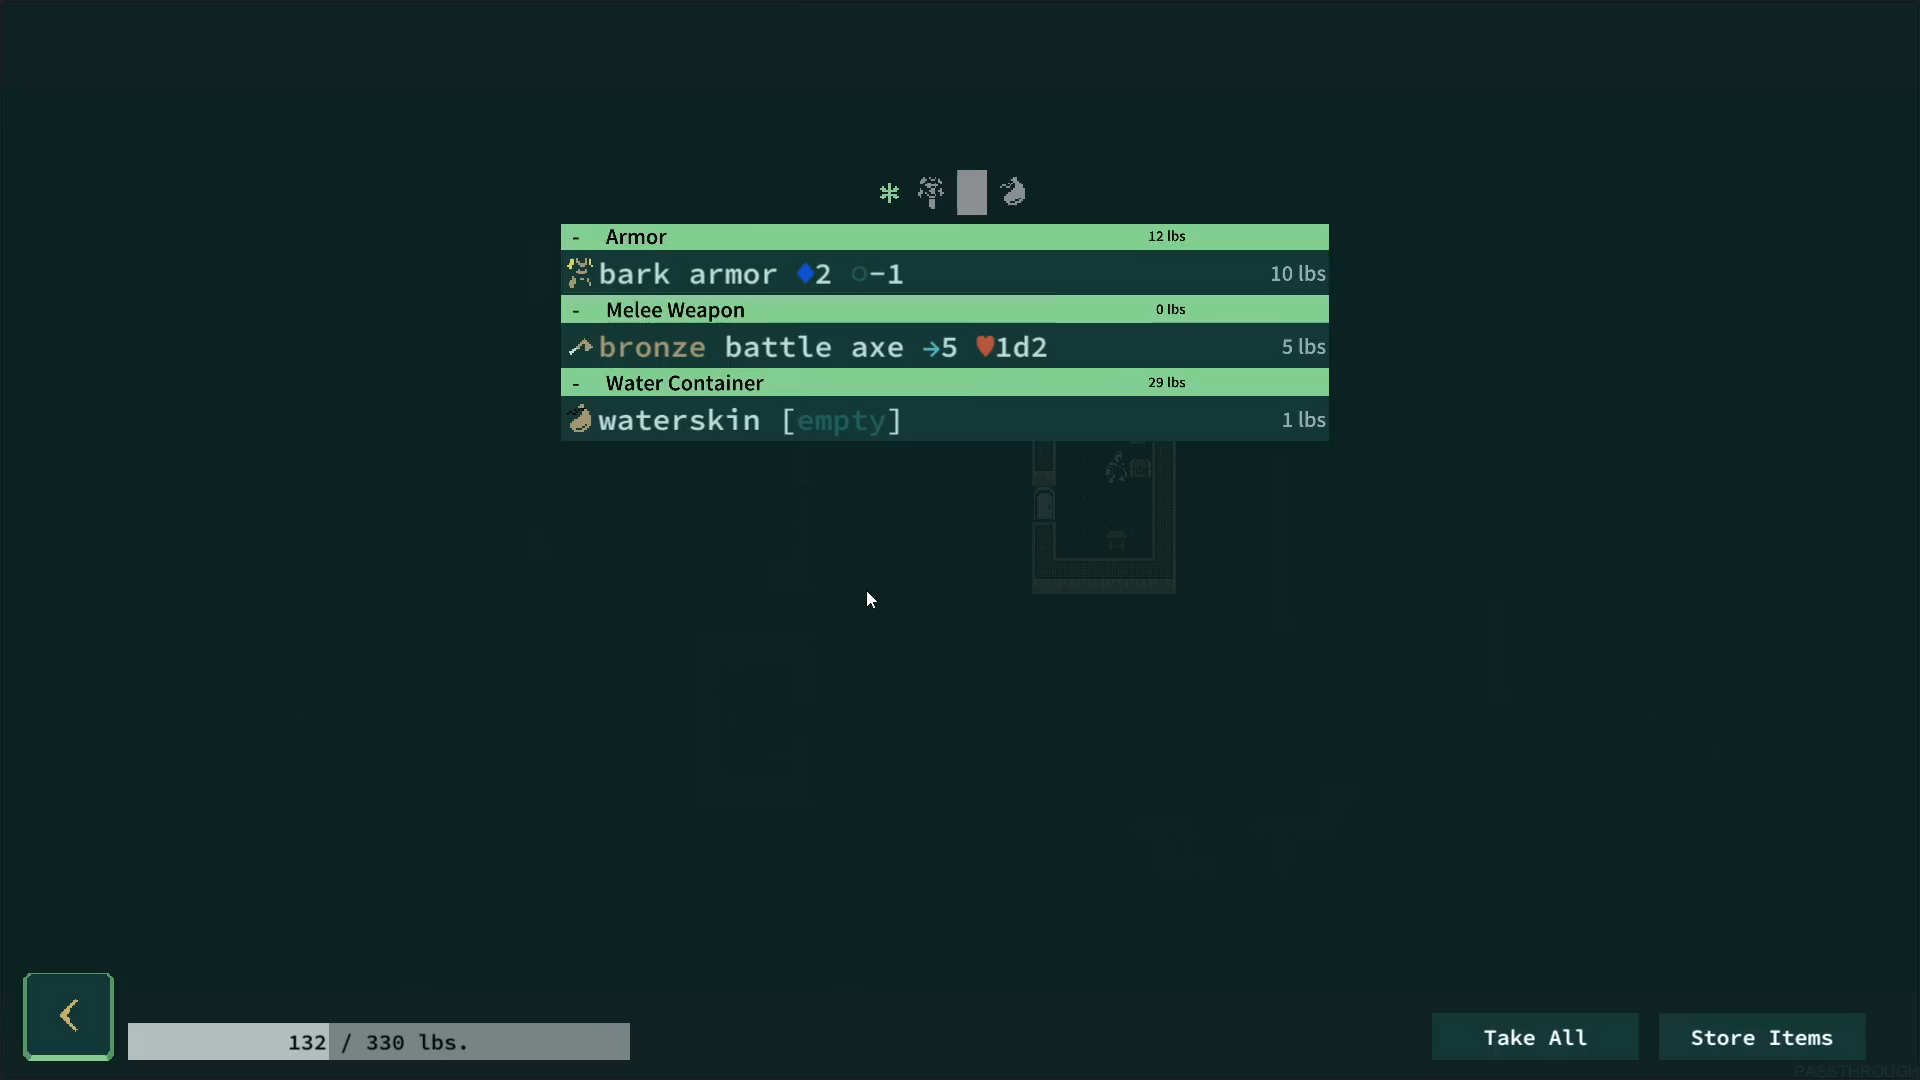 - Armor 12 lbs
bark armor ♦2 ○-1 10 lbs
- Melee Weapon 0 lbs
bronze battle axe →5 ♥1d2 5 lbs
- Water Container 29 lbs
waterskin [empty] 1 lbs
132 / 330 lbs.
Take All
Store Items
PASSTHROUGH